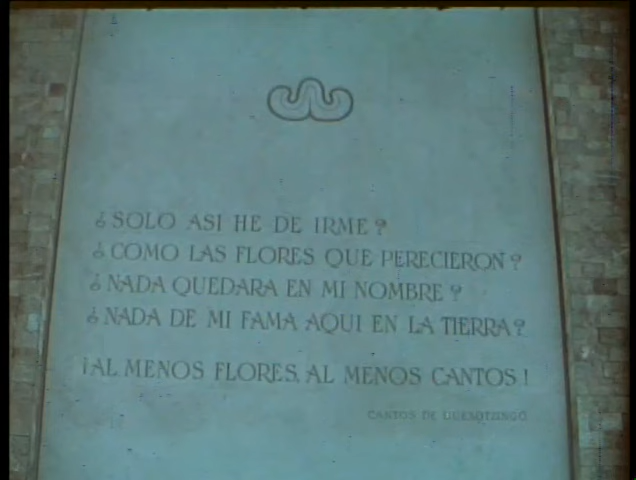 ¿SOLO ASI HE DE IRME?
¿COMO LAS FLORES QUE PERECIERON?
¿NADA QUEDARA EN MI NOMBRE?
¿NADA DE MI FAMA AQUI EN LA TIERRA?
¡AL MENOS FLORES, AL MENOS CANTOS!
CANTOS DE